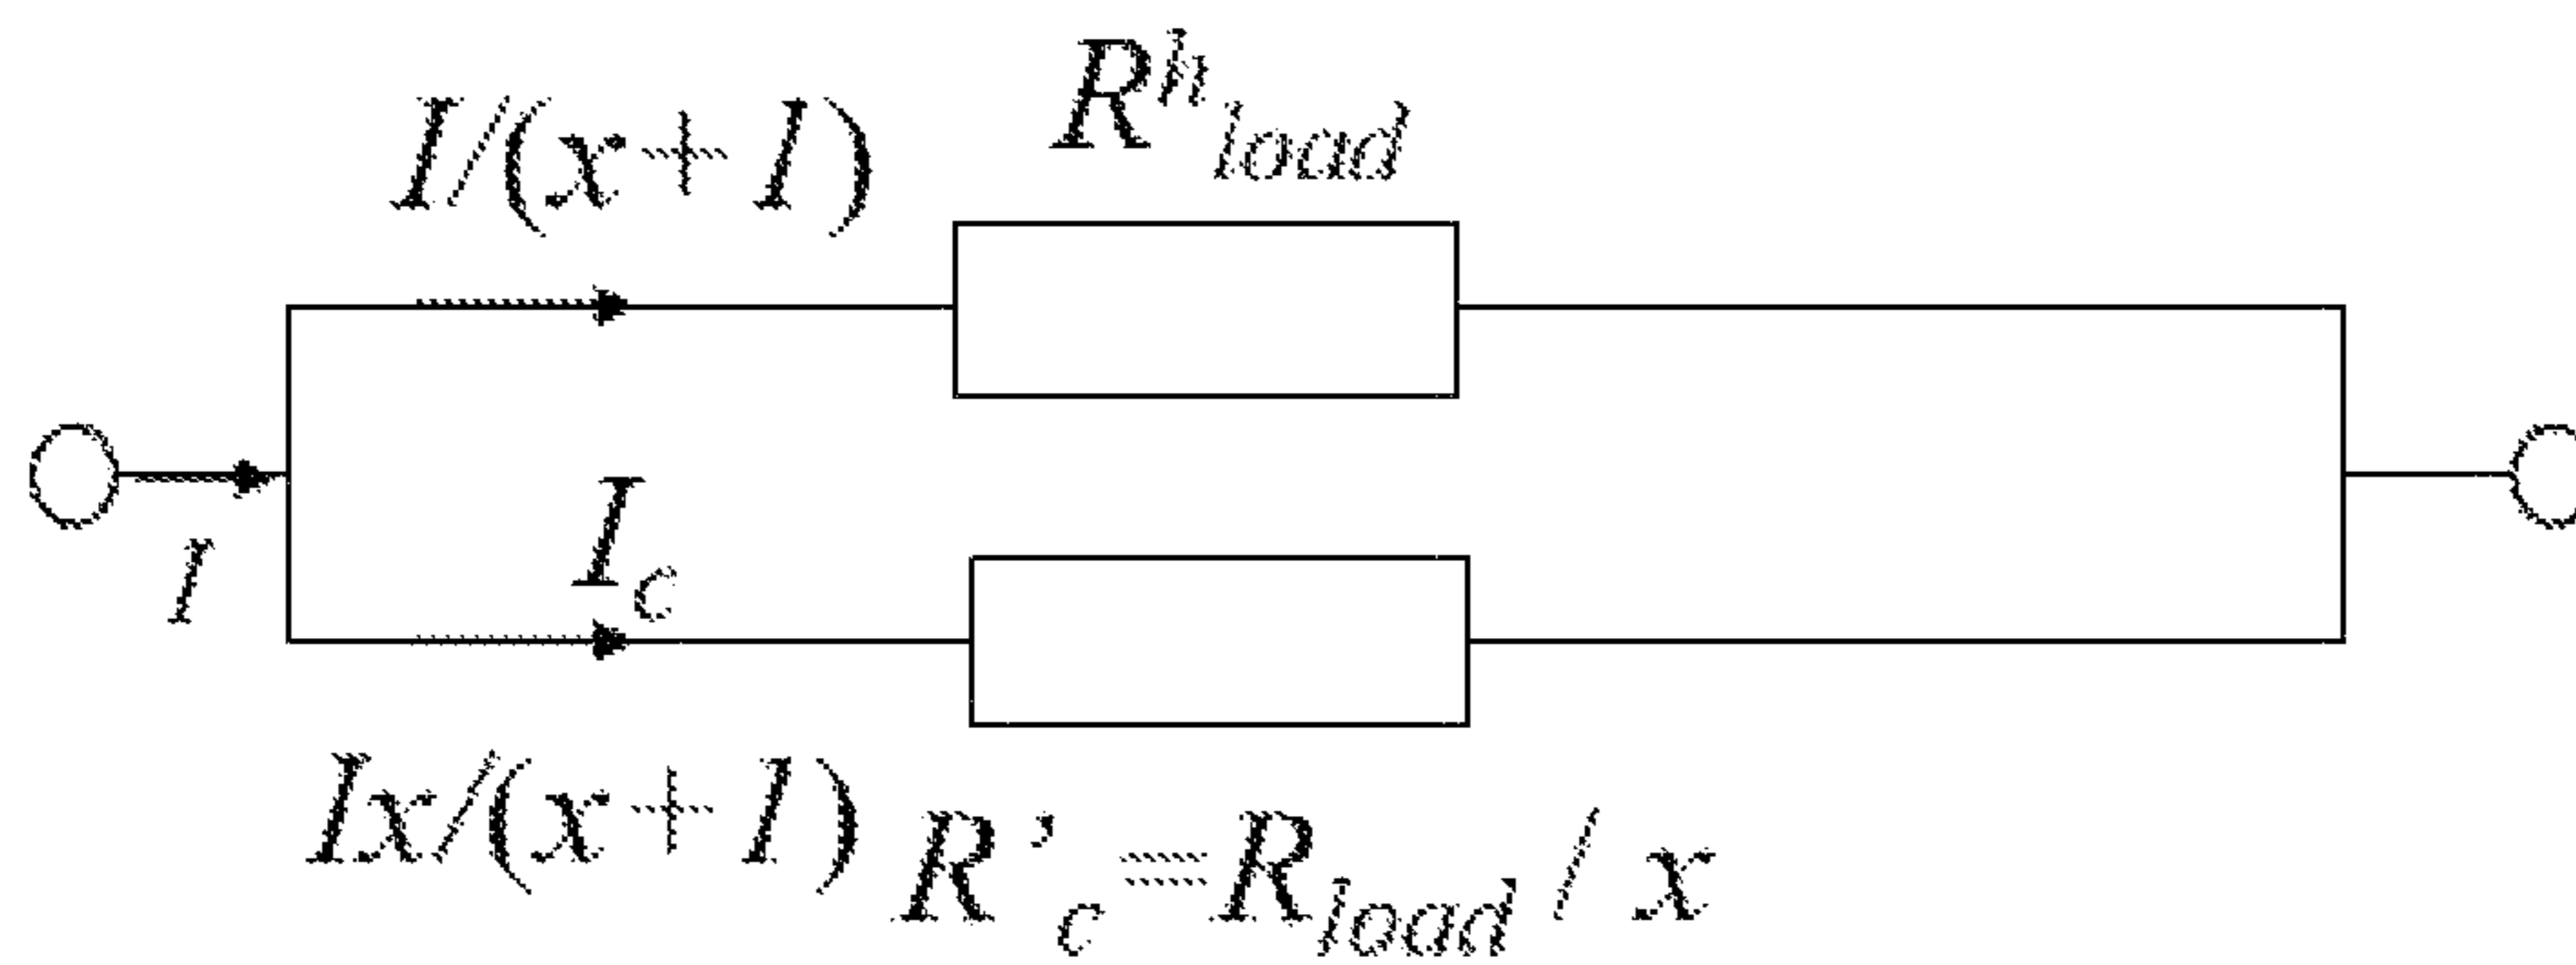 I/(x+1)
R^h_load
I
I_c
Ix/(x+1)
R'_c=R_load / x